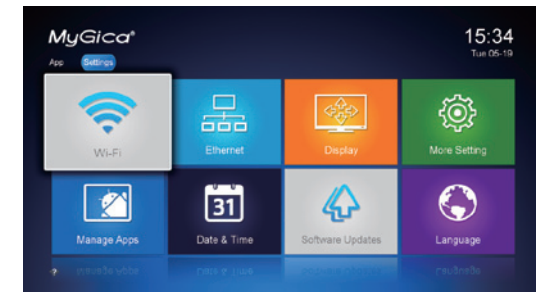 MyGica®
15:34
Tue 05-19
App Settings
Wi-Fi
Ethernet
Display
More Setting
31
Manage Apps
Date & Time
Software Updates
Language
?